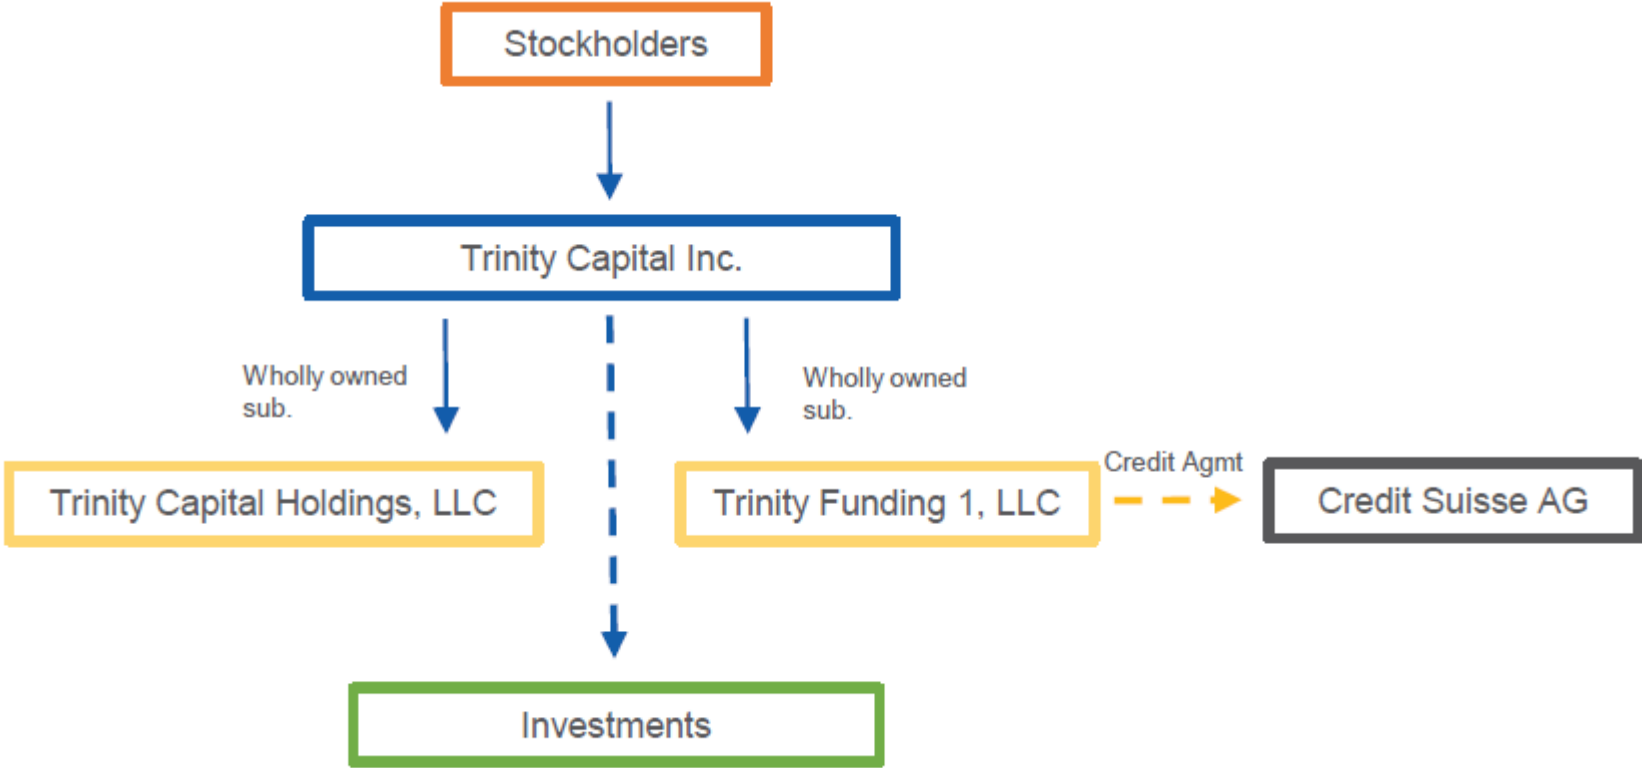 Stockholders
Trinity Capital Inc.
Wholly owned
sub.
Wholly owned
sub.
Trinity Capital Holdings, LLC
Trinity Funding 1, LLC
Credit Agmt
Credit Suisse AG
Investments